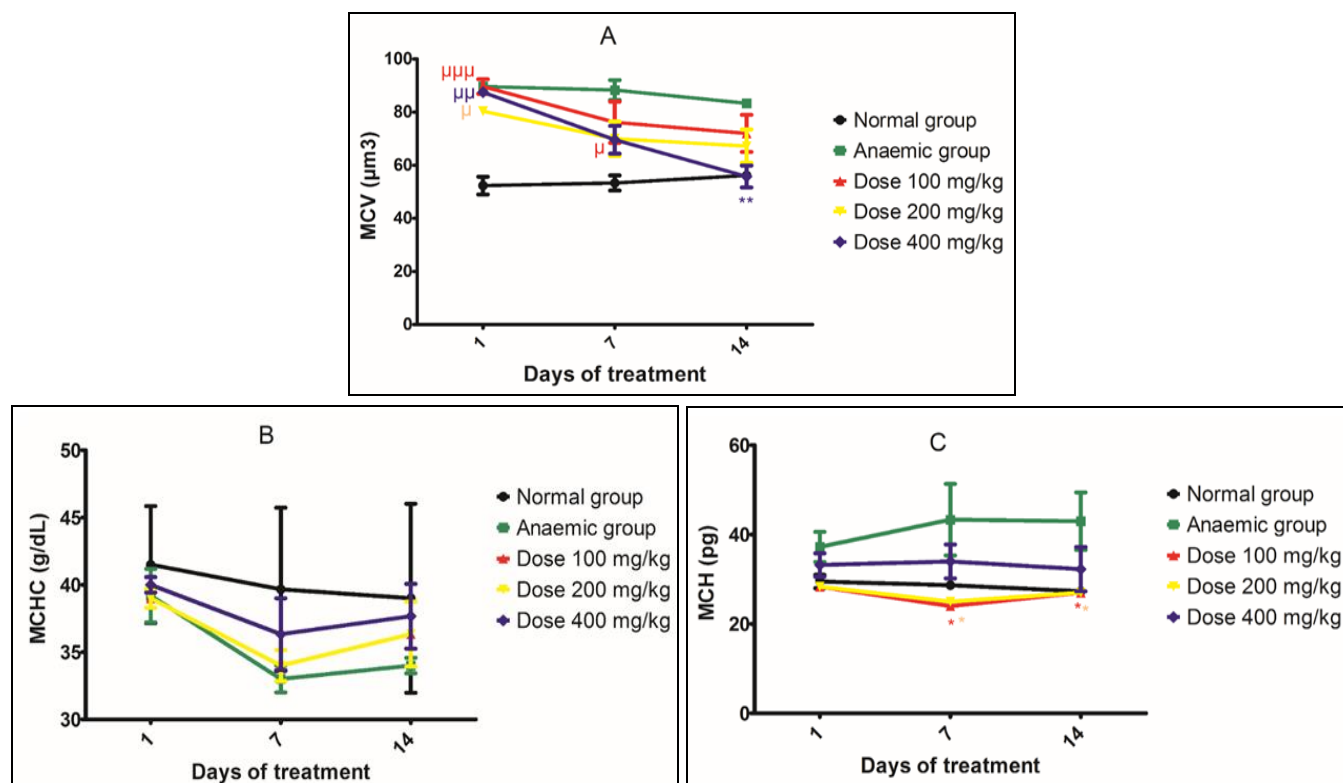 A
100
80
60
40
20
0
MCV (µm3)
µµµ
µµ
µ
µ
**
1
7
14
Days of treatment
Normal group
Anaemic group
Dose 100 mg/kg
Dose 200 mg/kg
Dose 400 mg/kg
B
50
45
40
35
30
MCHC (g/dL)
1
7
14
Days of treatment
Normal group
Anaemic group
Dose 100 mg/kg
Dose 200 mg/kg
Dose 400 mg/kg
C
60
40
20
0
MCH (pg)
* *
* *
1
7
14
Days of treatment
Normal group
Anaemic group
Dose 100 mg/kg
Dose 200 mg/kg
Dose 400 mg/kg